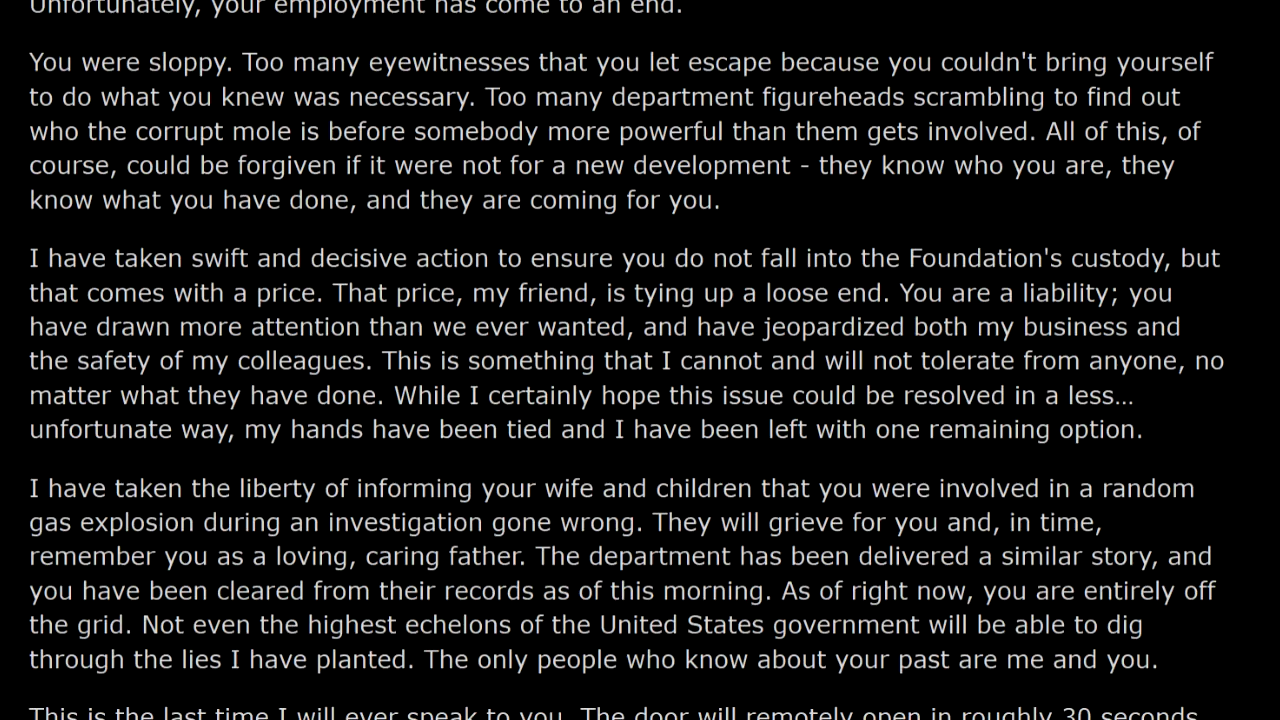 Unfortunately, your employment has come to an end.
You were sloppy. Too many eyewitnesses that you let escape because you couldn't bring yourself
to do what you knew was necessary. Too many department figureheads scrambling to find out
who the corrupt mole is before somebody more powerful than them gets involved. All of this, of
course, could be forgiven if it were not for a new development - they know who you are, they
know what you have done, and they are coming for you.
I have taken swift and decisive action to ensure you do not fall into the Foundation's custody, but
that comes with a price. That price, my friend, is tying up a loose end. You are a liability; you
have drawn more attention than we ever wanted, and have jeopardized both my business and
the safety of my colleagues. This is something that I cannot and will not tolerate from anyone, no
matter what they have done. While I certainly hope this issue could be resolved in a less…
unfortunate way, my hands have been tied and I have been left with one remaining option.
I have taken the liberty of informing your wife and children that you were involved in a random
gas explosion during an investigation gone wrong. They will grieve for you and, in time,
remember you as a loving, caring father. The department has been delivered a similar story, and
you have been cleared from their records as of this morning. As of right now, you are entirely off
the grid. Not even the highest echelons of the United States government will be able to dig
through the lies I have planted. The only people who know about your past are me and you.
This is the last time I will ever speak to you. The door will remotely open in roughly 30 seconds